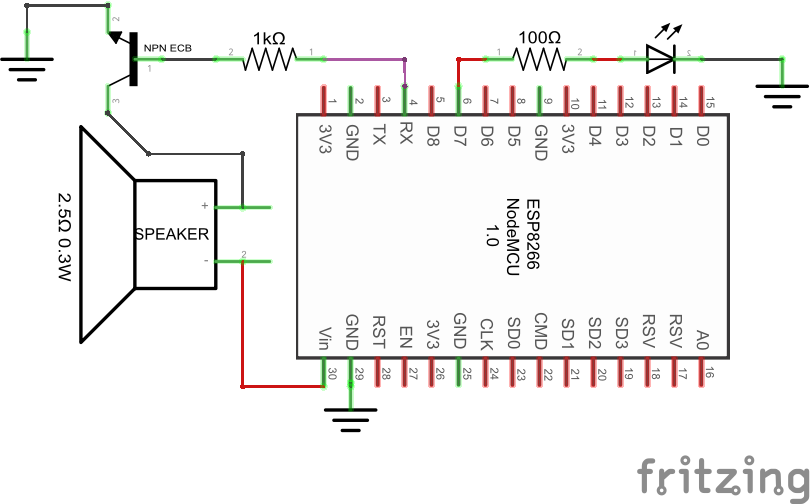 2
NPN ECB
1
3
2
1kΩ
1
1
100Ω
2
1
2
1
2
3
4
5
6
7
8
9
10
11
12
13
14
15
3V3
GND
TX
RX
D8
D7
D6
D5
GND
3V3
D4
D3
D2
D1
D0
ESP8266
NodeMCU
1.0
2.5Ω 0.3W
SPEAKER
+
2
-
Vin
GND
RST
EN
3V3
GND
CLK
SD0
CMD
SD1
SD2
SD3
RSV
RSV
A0
30
29
28
27
26
25
24
23
22
21
20
19
18
17
16
fritzing